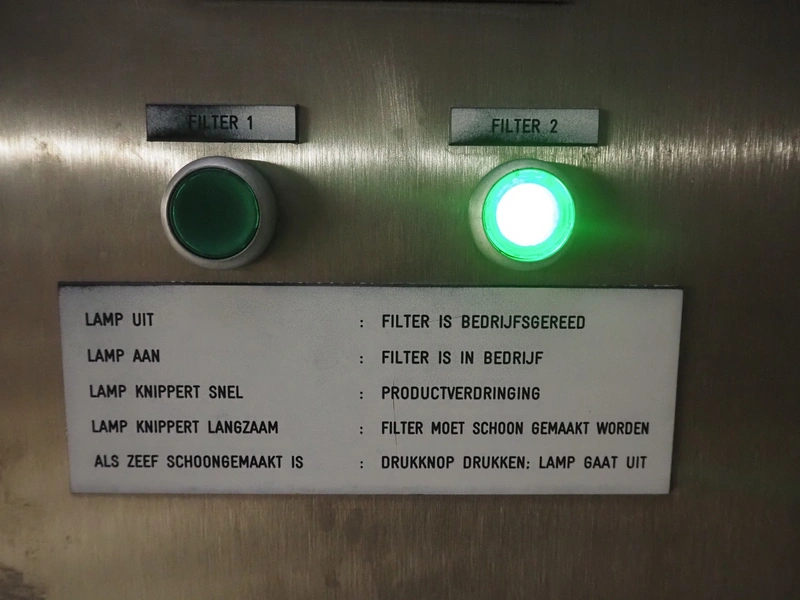 FILTER 1
FILTER 2
LAMP UIT : FILTER IS BEDRIJFSGEREED
LAMP AAN : FILTER IS IN BEDRIJF
LAMP KNIPPERT SNEL : PRODUCTVERDRINGING
LAMP KNIPPERT LANGZAAM : FILTER MOET SCHOON GEMAAKT WORDEN
ALS ZEEF SCHOONGEMAAKT IS : DRUKKNOP DRUKKEN; LAMP GAAT UIT